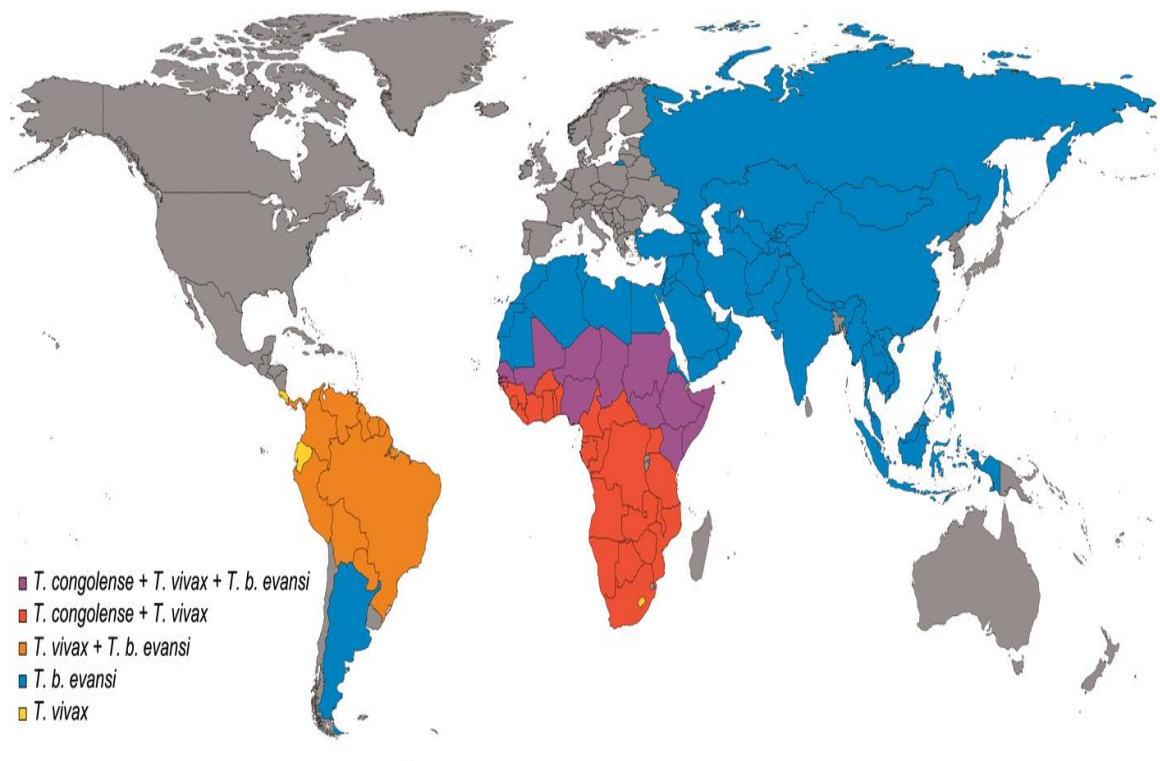 T. congolense + T. vivax + T. b. evansi
T. congolense + T. vivax
T. vivax + T. b. evansi
T. b. evansi
T. vivax